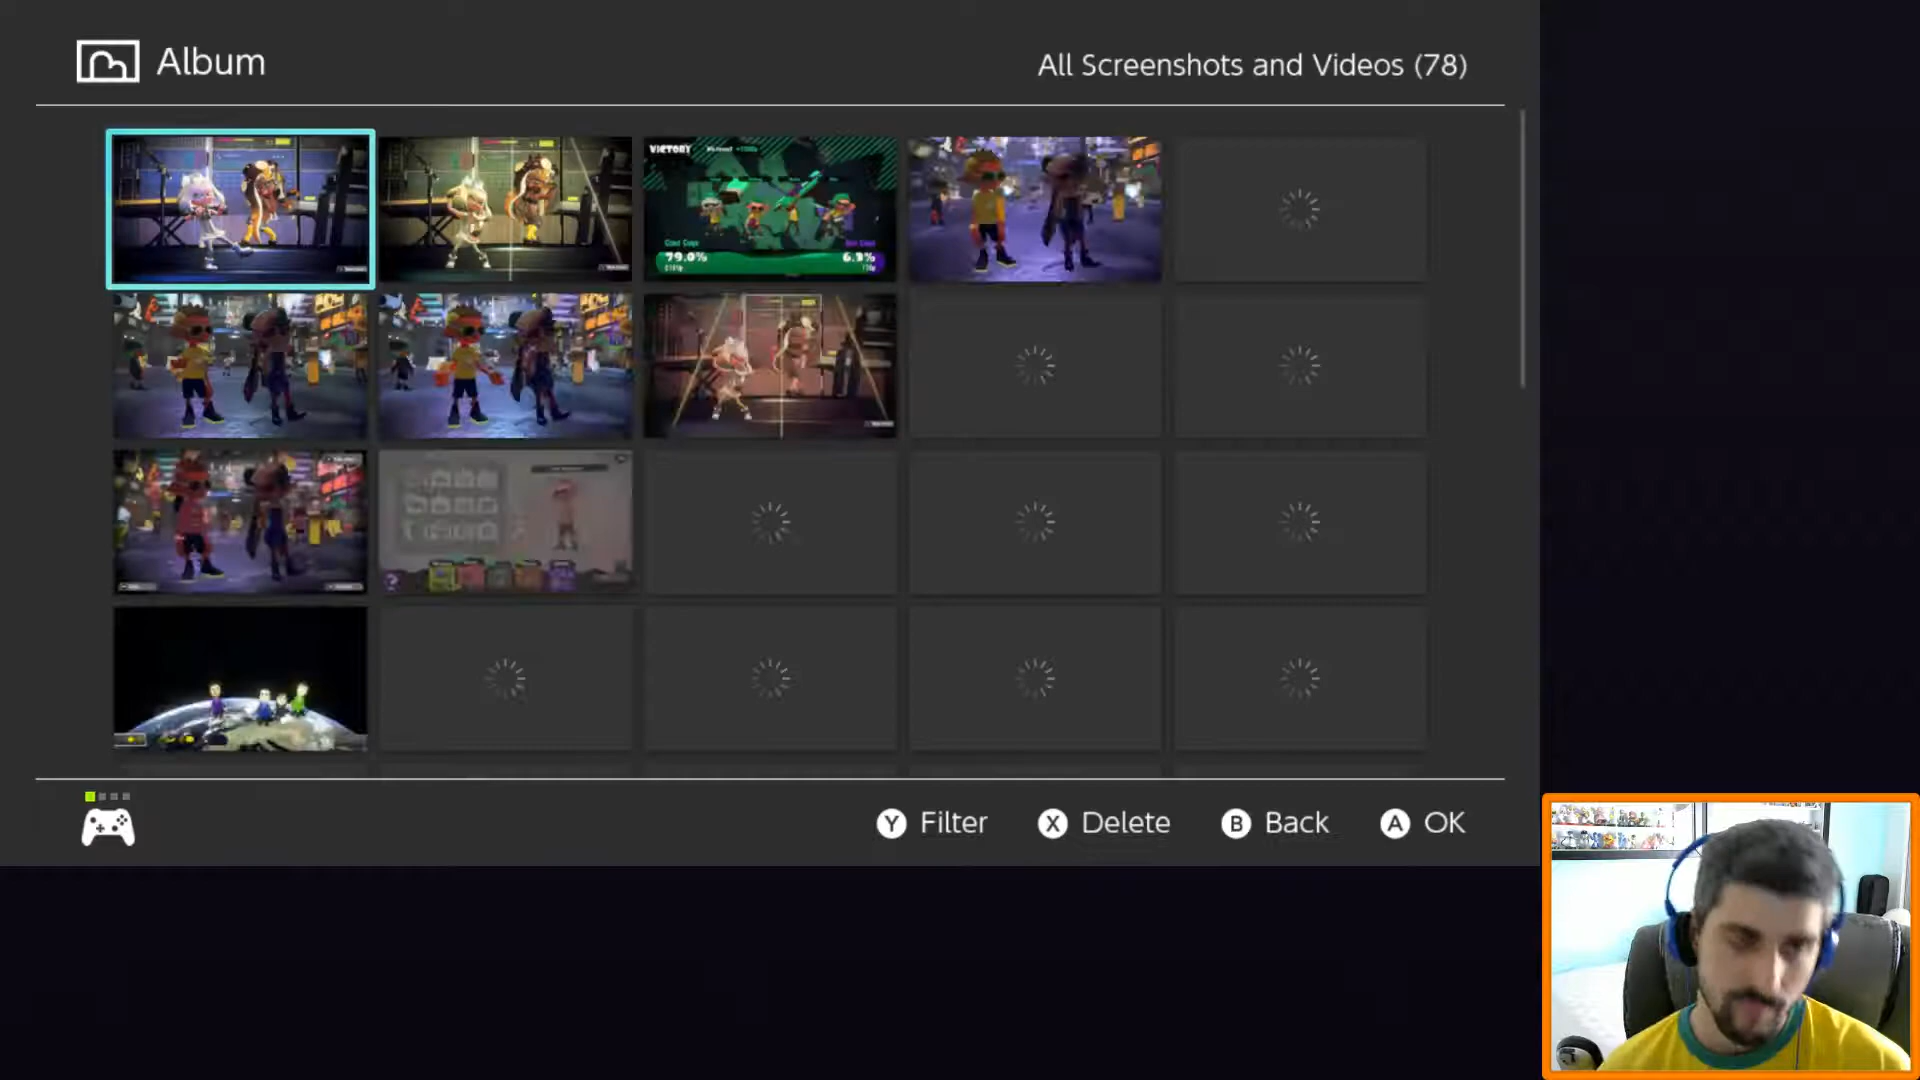 Album
All Screenshots and Videos (78)
VICTORY
79.0%
6.3%
Y Filter
X Delete
B Back
A OK